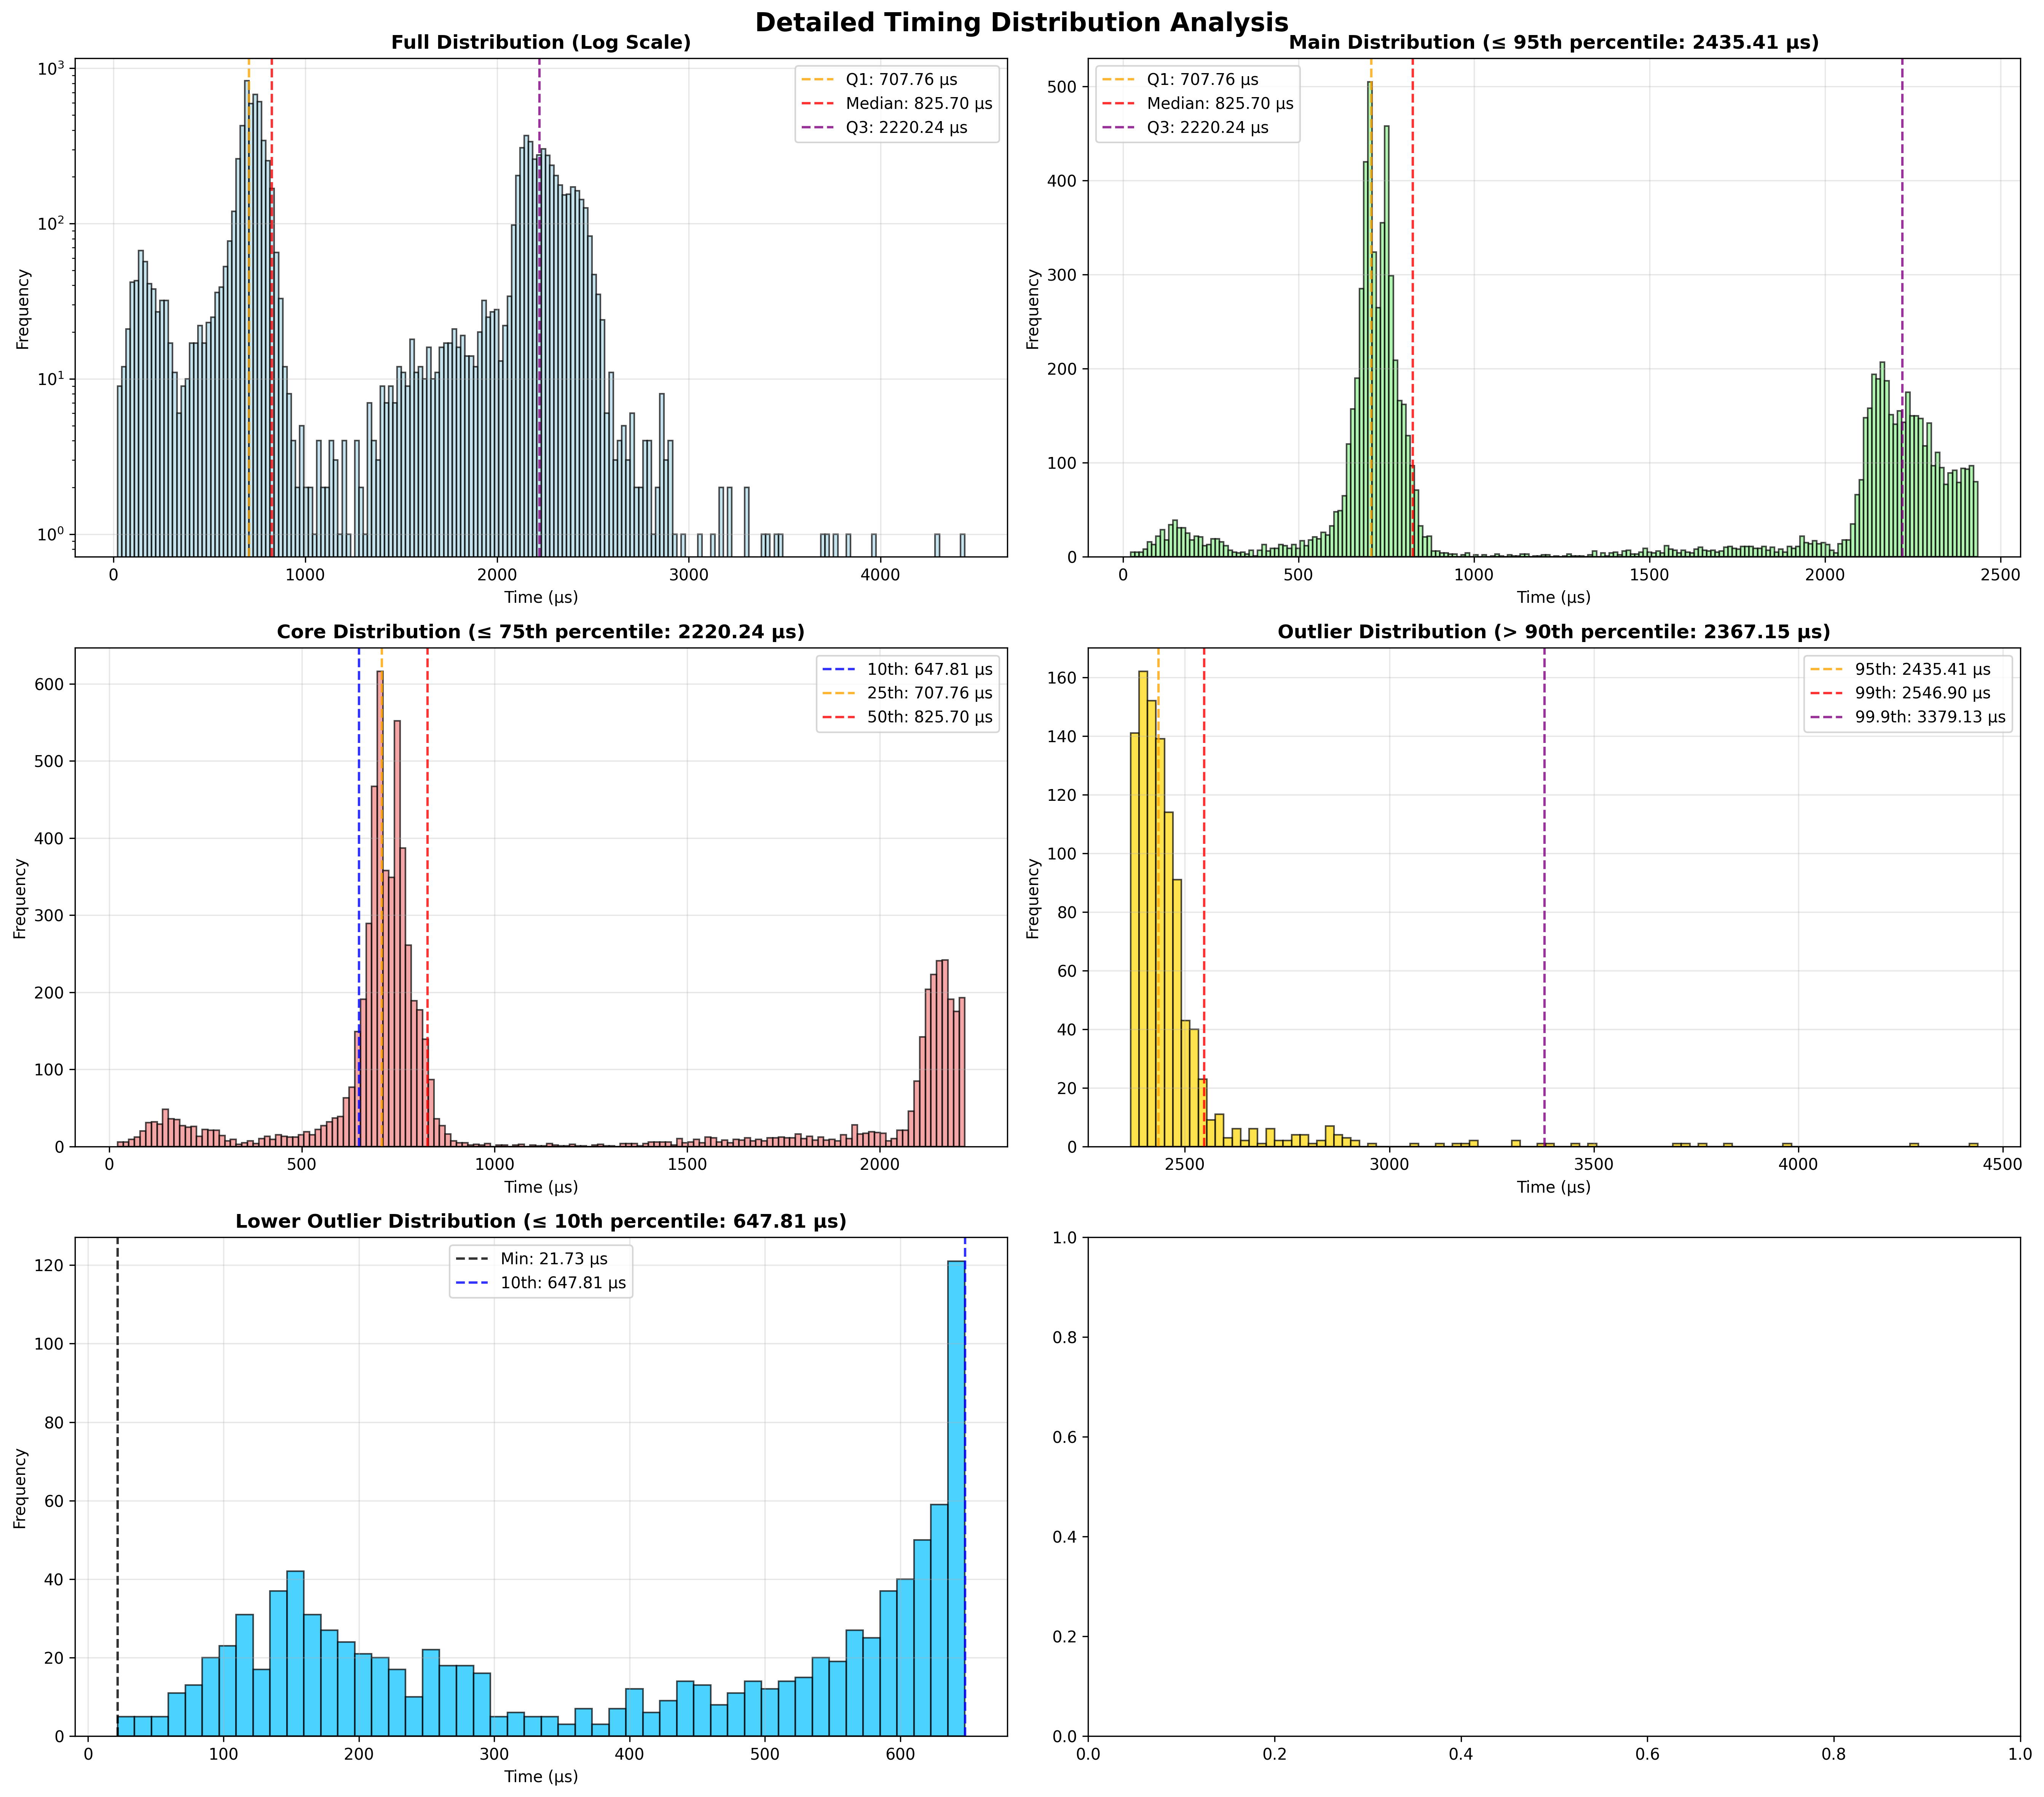 Detailed Timing Distribution Analysis
Full Distribution (Log Scale)
10³
10²
10¹
10⁰
Frequency
0 1000 2000 3000 4000
Time (µs)
Q1: 707.76 µs
Median: 825.70 µs
Q3: 2220.24 µs
Main Distribution (≤ 95th percentile: 2435.41 µs)
500
400
300
200
100
0
Frequency
0 500 1000 1500 2000 2500
Time (µs)
Q1: 707.76 µs
Median: 825.70 µs
Q3: 2220.24 µs
Core Distribution (≤ 75th percentile: 2220.24 µs)
600
500
400
300
200
100
0
Frequency
0 500 1000 1500 2000
Time (µs)
10th: 647.81 µs
25th: 707.76 µs
50th: 825.70 µs
Outlier Distribution (> 90th percentile: 2367.15 µs)
160
140
120
100
80
60
40
20
0
Frequency
2500 3000 3500 4000 4500
Time (µs)
95th: 2435.41 µs
99th: 2546.90 µs
99.9th: 3379.13 µs
Lower Outlier Distribution (≤ 10th percentile: 647.81 µs)
120
100
80
60
40
20
0
Frequency
0 100 200 300 400 500 600
Time (µs)
Min: 21.73 µs
10th: 647.81 µs
1.0
0.8
0.6
0.4
0.2
0.0
0.0 0.2 0.4 0.6 0.8 1.0